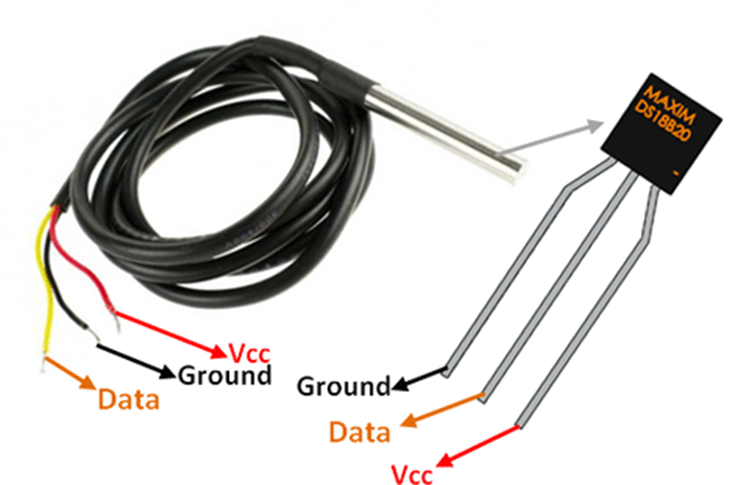 MAXIM
DS18B20
Vcc
Ground
Data
Ground
Data
Vcc